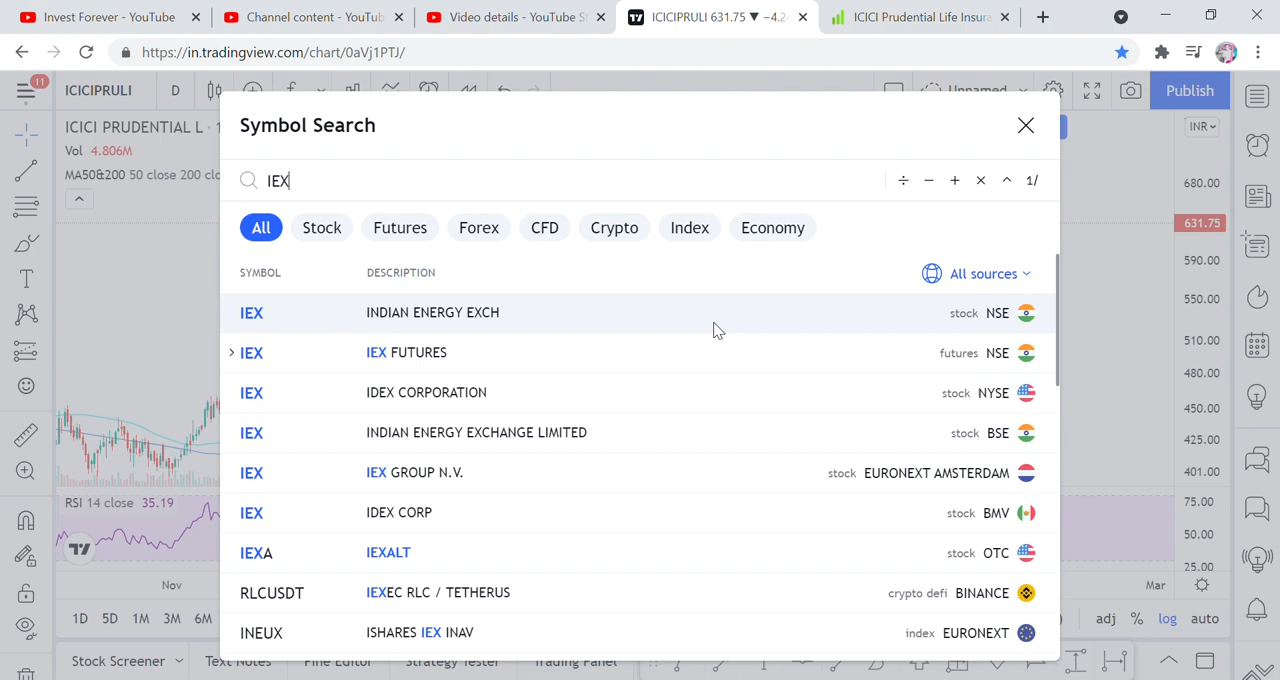 Invest Forever - YouTube
Channel content - YouTub
Video details - YouTube S
ICICIPRULI 631.75 ▼ −4.2
ICICI Prudential Life Insura
https://in.tradingview.com/chart/0aVj1PTJ/
11
ICICIPRULI D
Unnamed
Publish
ICICI PRUDENTIAL L · 1
INR
Vol 4.806M
MA50&200 50 close 200 clo
Symbol Search
IEX
÷ − + × ^ 1/
All Stock Futures Forex CFD Crypto Index Economy
SYMBOL DESCRIPTION All sources
IEX INDIAN ENERGY EXCH stock NSE
IEX IEX FUTURES futures NSE
IEX IDEX CORPORATION stock NYSE
IEX INDIAN ENERGY EXCHANGE LIMITED stock BSE
IEX IEX GROUP N.V. stock EURONEXT AMSTERDAM
IEX IDEX CORP stock BMV
IEXA IEXALT stock OTC
RLCUSDT IEXEC RLC / TETHERUS crypto defi BINANCE
INEUX ISHARES IEX INAV index EURONEXT
680.00
631.75
590.00
550.00
510.00
480.00
450.00
425.00
401.00
75.00
50.00
25.00
RSI 14 close 35.19
Nov
Mar
1D 5D 1M 3M 6M
adj % log auto
Stock Screener Text Notes Pine Editor Strategy Tester Trading Panel